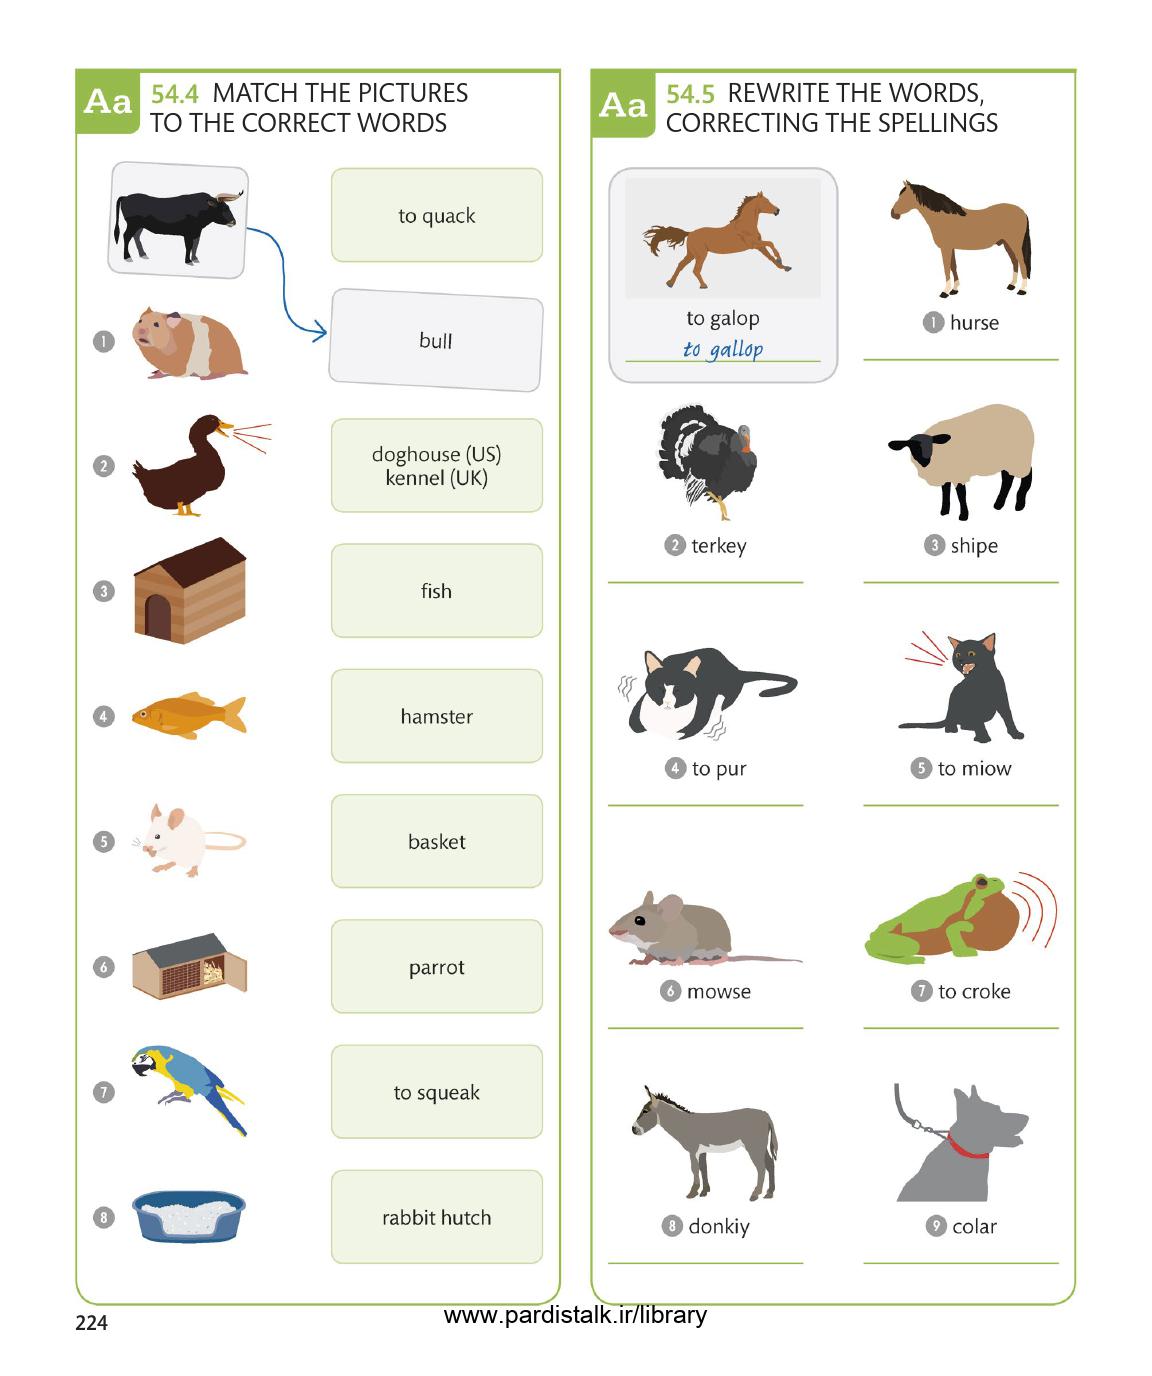 Aa 54.4 MATCH THE PICTURES
TO THE CORRECT WORDS
to quack
1
bull
2
doghouse (US)
kennel (UK)
3
fish
4
hamster
5
basket
6
parrot
7
to squeak
8
rabbit hutch
Aa 54.5 REWRITE THE WORDS,
CORRECTING THE SPELLINGS
to galop
to gallop
1 hurse
2 terkey
3 shipe
4 to pur
5 to miow
6 mowse
7 to croke
8 donkiy
9 colar
224
www.pardistalk.ir/library